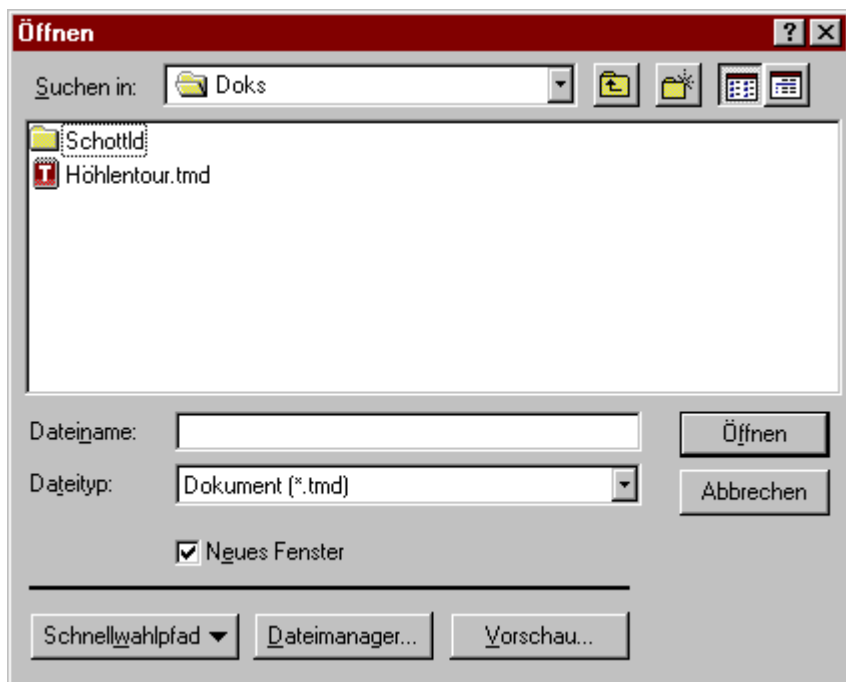 Öffnen
Suchen in: Doks
Schottld
Höhlentour.tmd
Dateiname: Öffnen
Dateityp: Dokument (*.tmd) Abbrechen
Neues Fenster
Schnellwahlpfad Dateimanager... Vorschau...